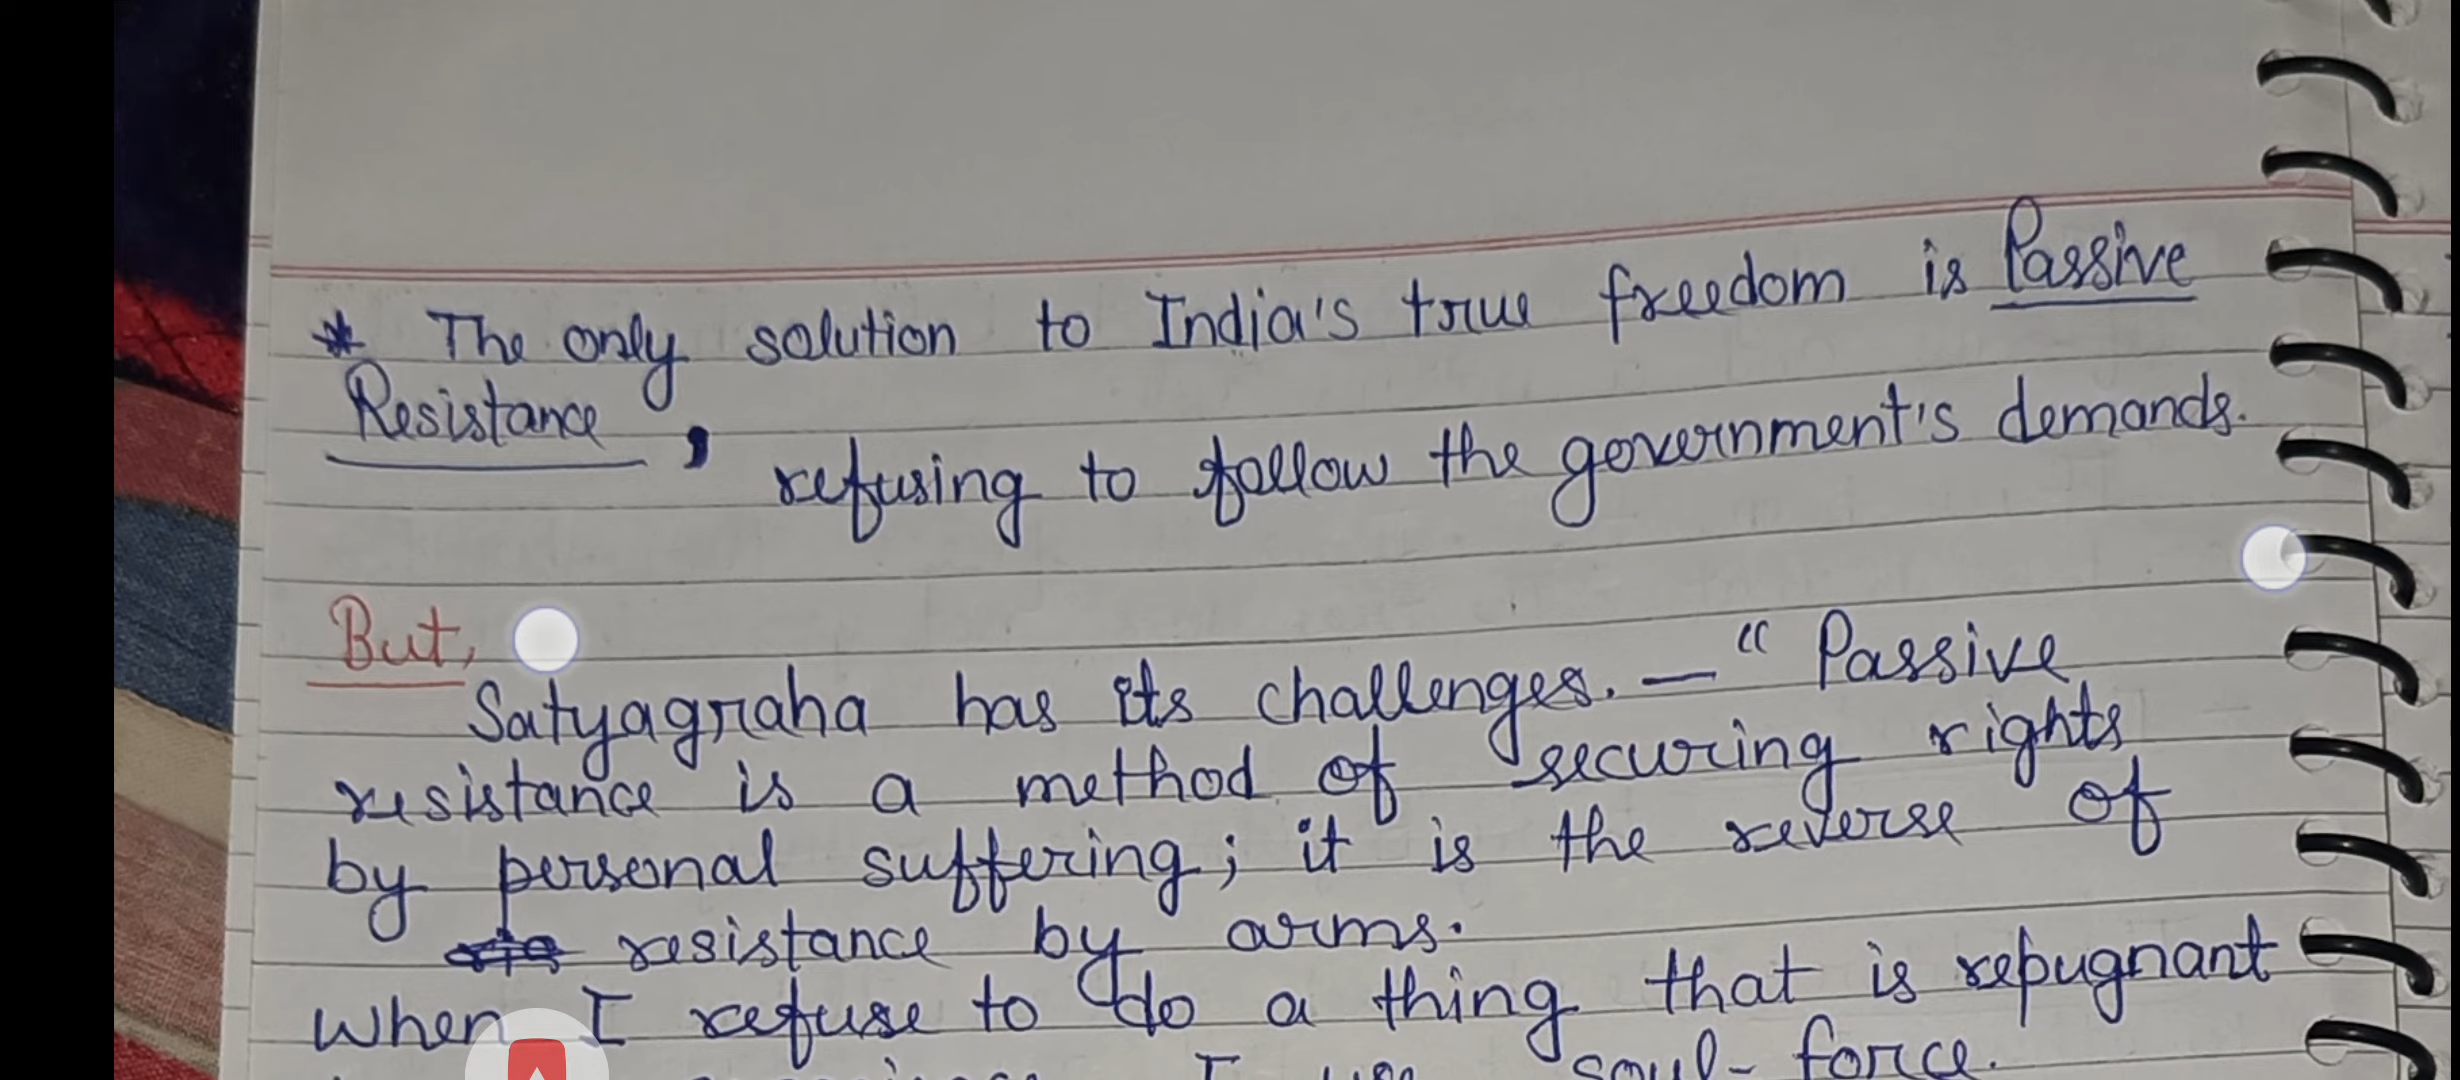 * The only solution to India's true freedom is Passive
Resistance, refusing to follow the government's demands.
But,
Satyagraha has its challenges. — “ Passive
resistance is a method of securing rights
by personal suffering; it is the reverse of
resistance by arms.
When I refuse to do a thing that is repugnant
I use soul-force.